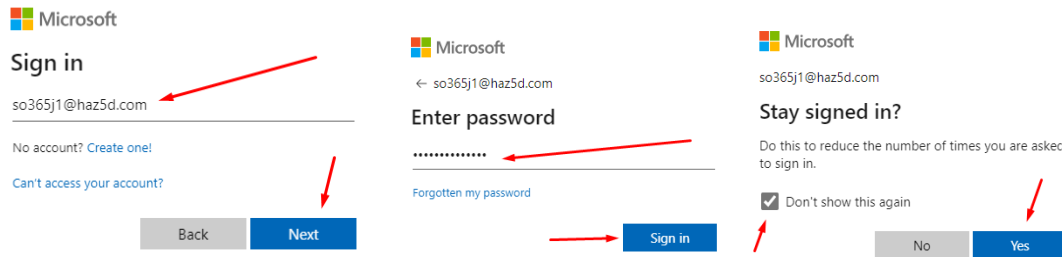 Microsoft
Sign in
so365j1@haz5d.com
No account? Create one!
Can't access your account?
Back
Next
Microsoft
← so365j1@haz5d.com
Enter password
••••••••••••••
Forgotten my password
Sign in
Microsoft
so365j1@haz5d.com
Stay signed in?
Do this to reduce the number of times you are asked
to sign in.
Don't show this again
No
Yes